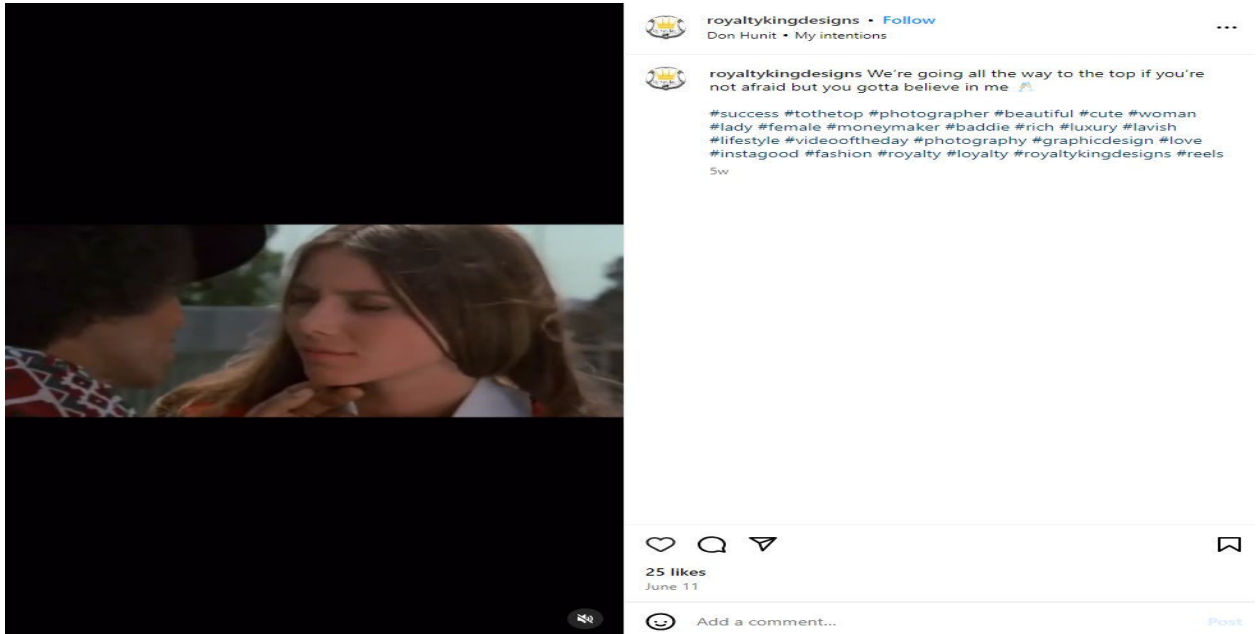 royaltykingdesigns • Follow
Don Hunit • My intentions
royaltykingdesigns We're going all the way to the top if you're
not afraid but you gotta believe in me 🥂
#success #tothetop #photographer #beautiful #cute #woman
#lady #female #moneymaker #baddie #rich #luxury #lavish
#lifestyle #videooftheday #photography #graphicdesign #love
#instagood #fashion #royalty #loyalty #royaltykingdesigns #reels
5w
25 likes
June 11
Add a comment...
Post